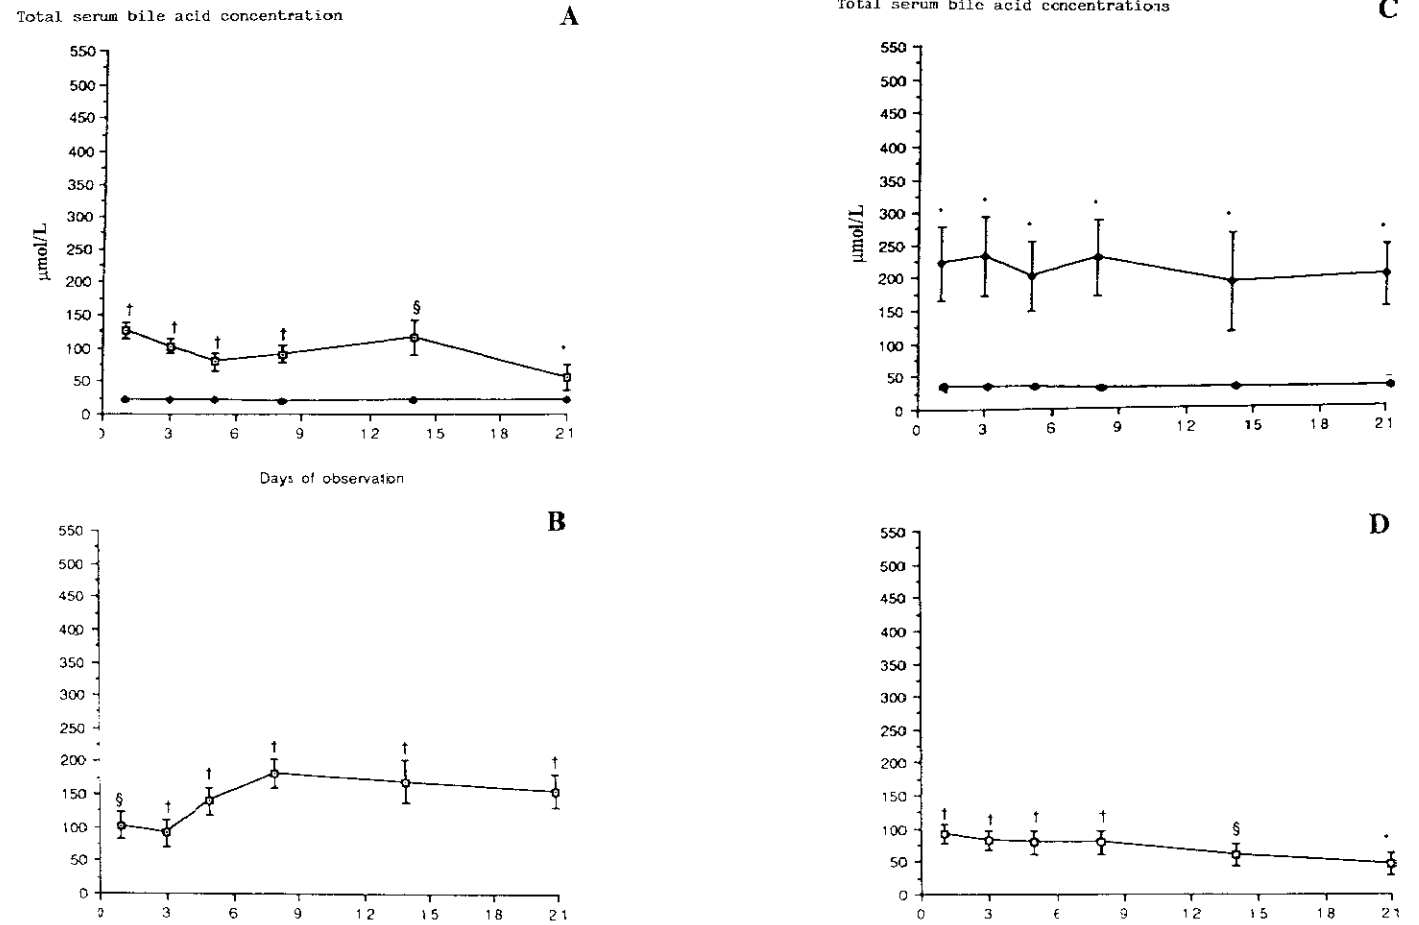 Total serum bile acid concentration
A
550
500
450
400
350
300
250
200
150
100
50
0
µmol/L
† † † † § •
3 6 9 12 15 18 21
Days of observation
B
550
500
450
400
350
300
250
200
150
100
50
0
§ † † † † †
3 6 9 12 15 18 21
Total serum bile acid concentrations
C
550
500
450
400
350
300
250
200
150
100
50
0
µmol/L
• • • • • •
0 3 6 9 12 15 18 21
D
550
500
450
400
350
300
250
200
150
100
50
0
† † † † § •
0 3 6 9 12 15 18 21